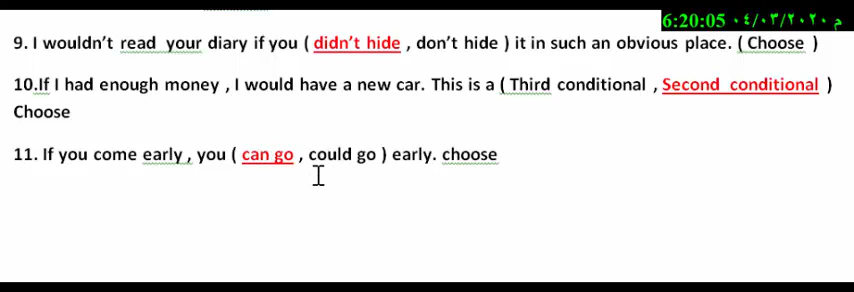 6:20:05 ٠٤/٠٣/٢٠٢٠ م
9. I wouldn't read your diary if you ( didn't hide , don't hide ) it in such an obvious place. ( Choose )
10.If I had enough money , I would have a new car. This is a ( Third conditional , Second conditional )
Choose
11. If you come early , you ( can go , could go ) early. choose